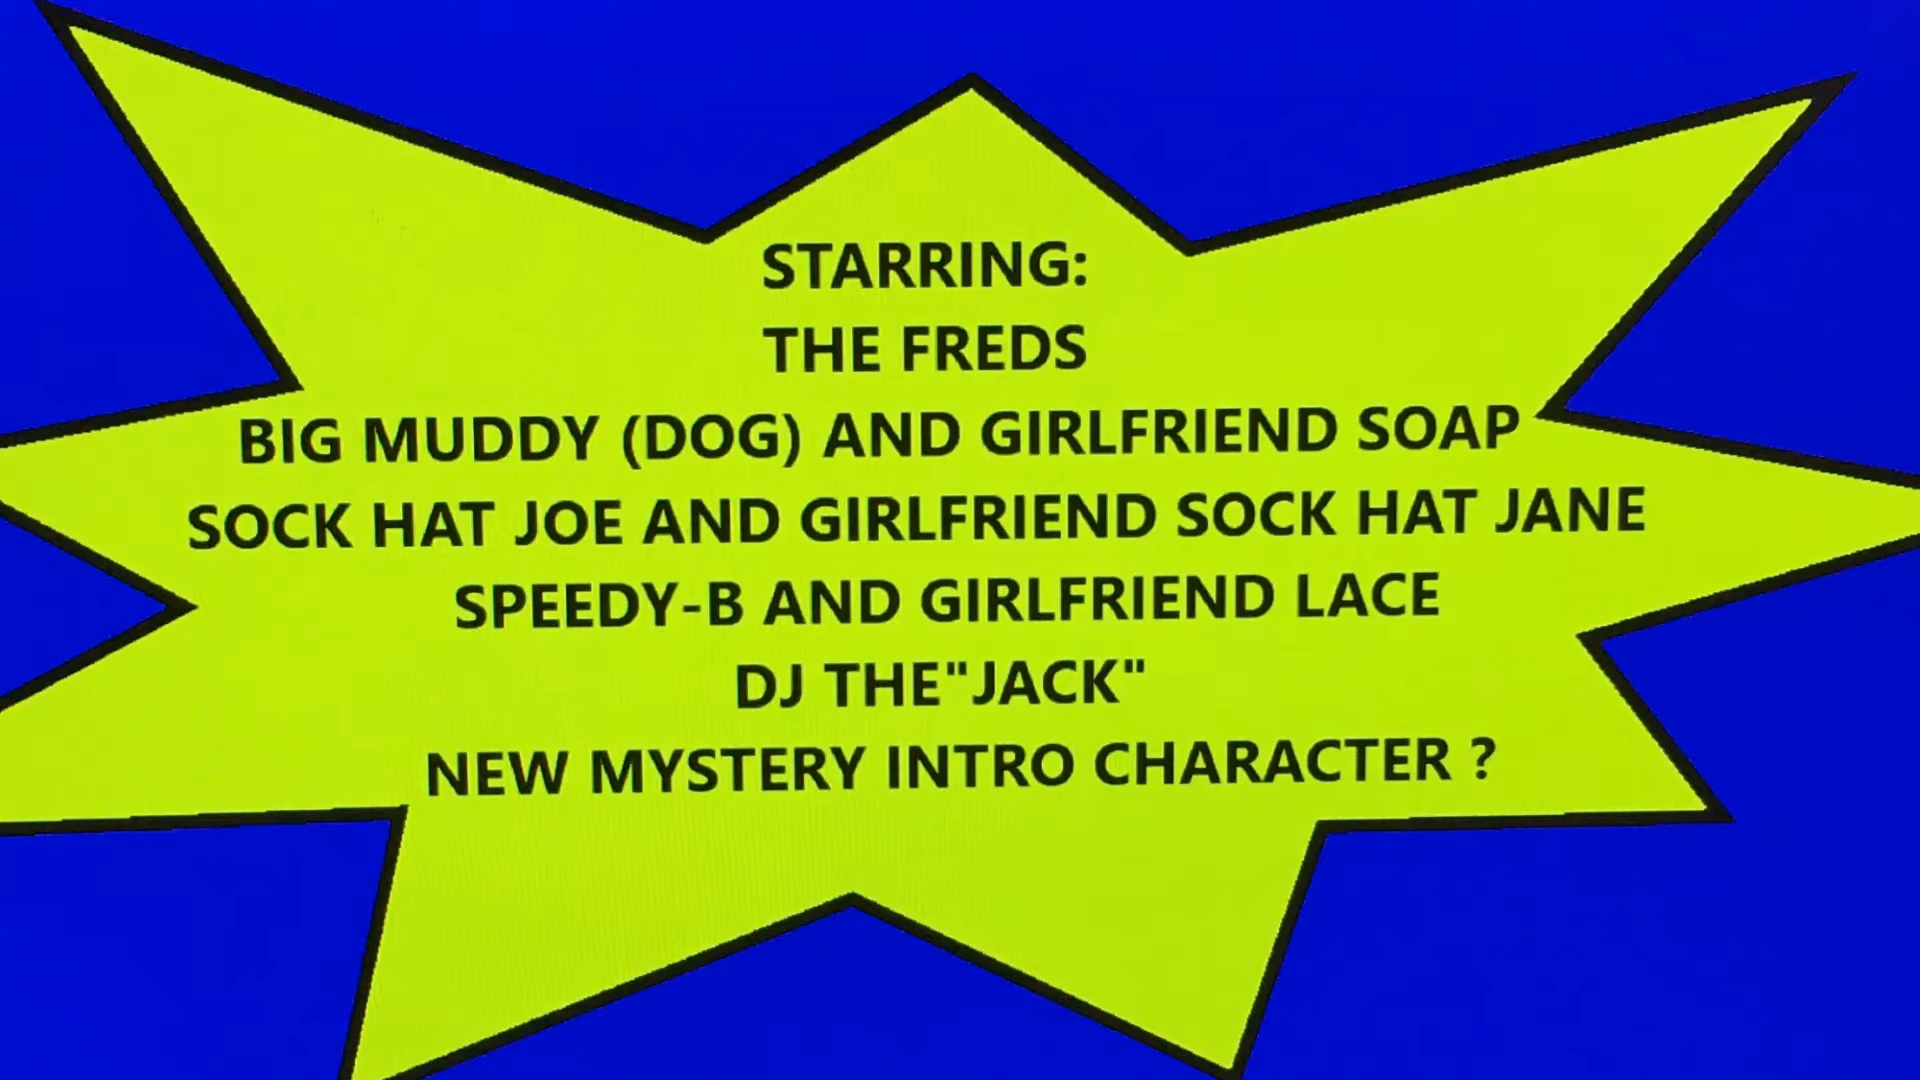 STARRING:
THE FREDS
BIG MUDDY (DOG) AND GIRLFRIEND SOAP
SOCK HAT JOE AND GIRLFRIEND SOCK HAT JANE
SPEEDY-B AND GIRLFRIEND LACE
DJ THE"JACK"
NEW MYSTERY INTRO CHARACTER ?